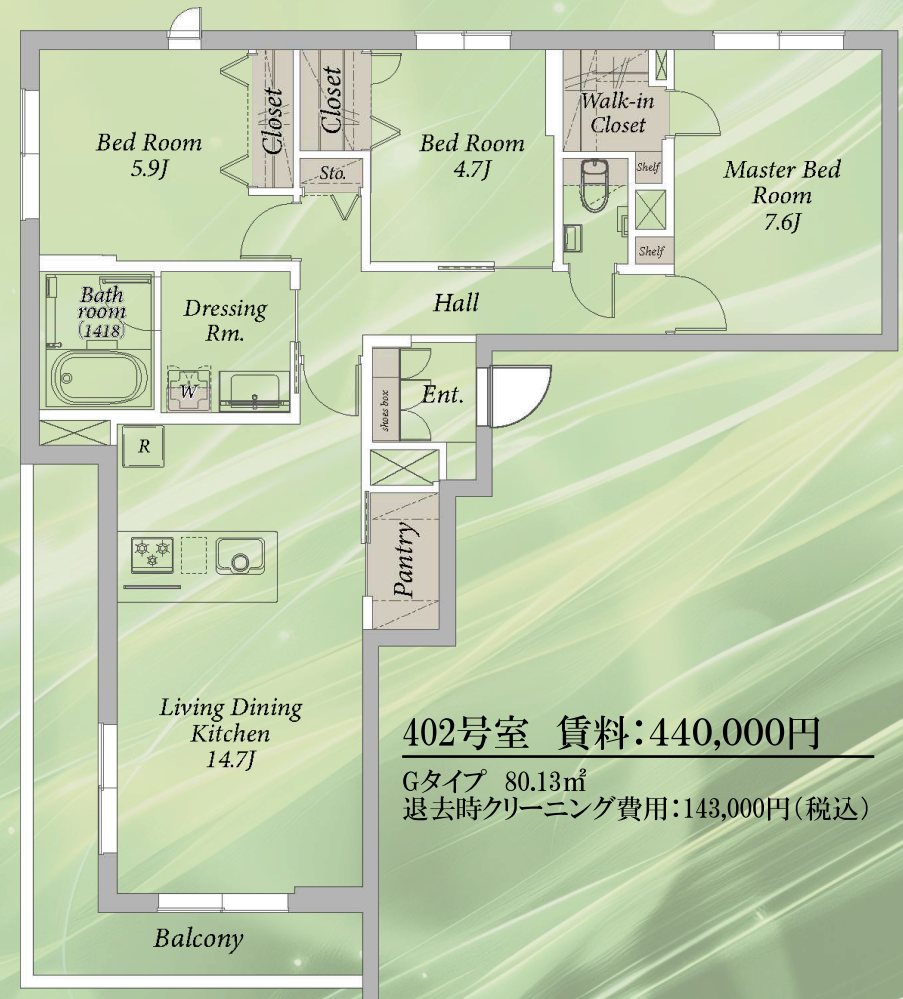 Bed Room
5.9J
Closet
Closet
Sto.
Bed Room
4.7J
Walk-in
Closet
Shelf
Shelf
Master Bed
Room
7.6J
Bath
room
(1418)
Dressing
Rm.
W
Hall
shoes box
Ent.
R
Pantry
Living Dining
Kitchen
14.7J
Balcony
402号室 賃料：440,000円
Gタイプ 80.13㎡
退去時クリーニング費用：143,000円（税込）